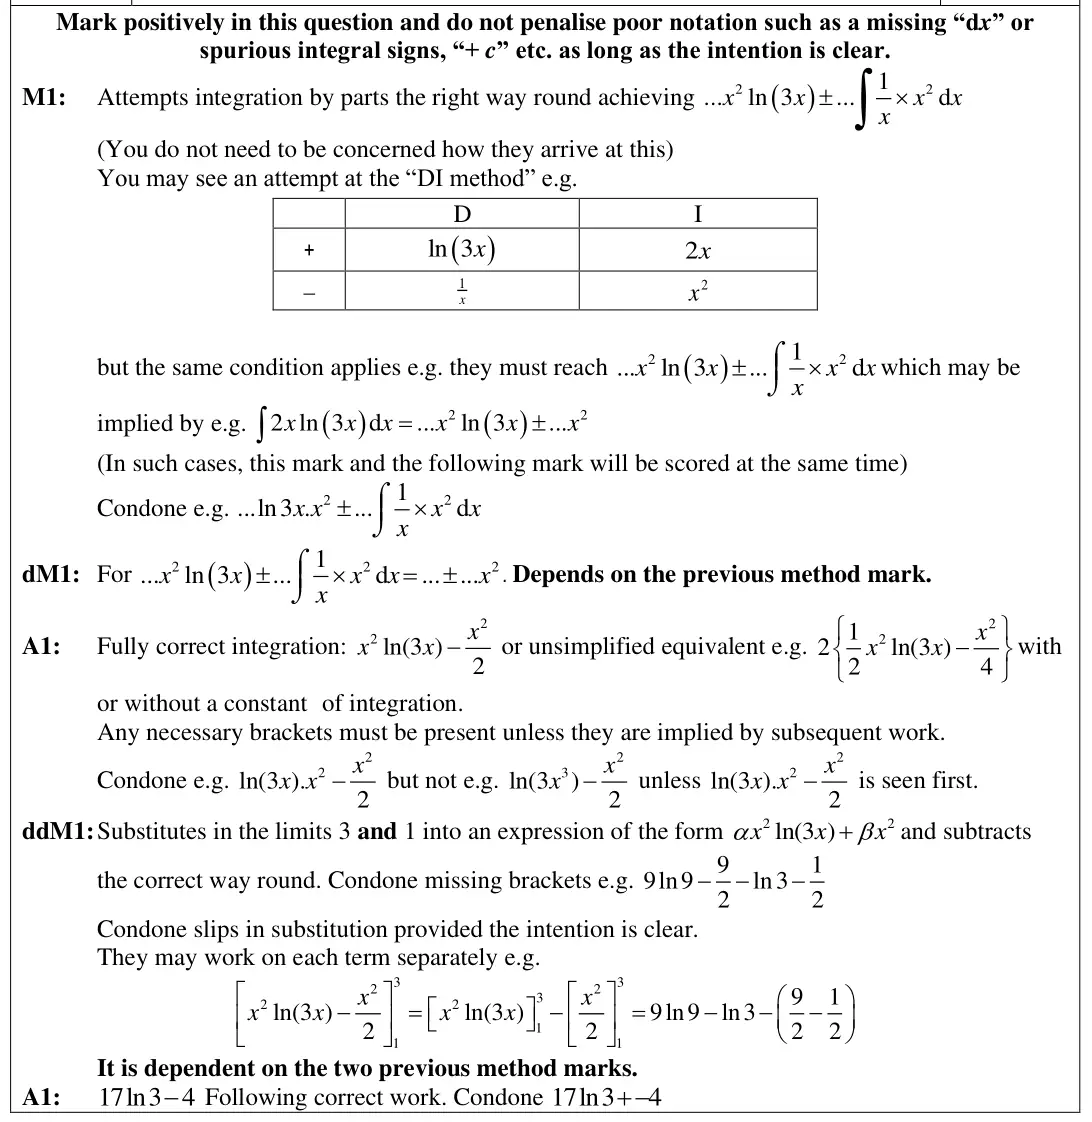 Mark positively in this question and do not penalise poor notation such as a missing “dx” or
spurious integral signs, “+ c” etc. as long as the intention is clear.
M1: Attempts integration by parts the right way round achieving ...x² ln(3x)±...∫ 1/x × x² dx
(You do not need to be concerned how they arrive at this)
You may see an attempt at the “DI method” e.g.
D I
+ ln(3x) 2x
− 1/x x²
but the same condition applies e.g. they must reach ...x² ln(3x)±...∫ 1/x × x² dx which may be
implied by e.g. ∫ 2x ln(3x) dx = ...x² ln(3x)±...x²
(In such cases, this mark and the following mark will be scored at the same time)
Condone e.g. ...ln 3x.x² ±...∫ 1/x × x² dx
dM1: For ...x² ln(3x)±...∫ 1/x × x² dx = ...±...x². Depends on the previous method mark.
A1: Fully correct integration: x² ln(3x) − x²/2 or unsimplified equivalent e.g. 2{1/2 x² ln(3x) − x²/4} with
or without a constant of integration.
Any necessary brackets must be present unless they are implied by subsequent work.
Condone e.g. ln(3x).x² − x²/2 but not e.g. ln(3x³) − x²/2 unless ln(3x).x² − x²/2 is seen first.
ddM1: Substitutes in the limits 3 and 1 into an expression of the form αx² ln(3x) + βx² and subtracts
the correct way round. Condone missing brackets e.g. 9 ln 9 − 9/2 − ln 3 − 1/2
Condone slips in substitution provided the intention is clear.
They may work on each term separately e.g.
[x² ln(3x) − x²/2]₁³ = [x² ln(3x)]₁³ − [x²/2]₁³ = 9 ln 9 − ln 3 − (9/2 − 1/2)
It is dependent on the two previous method marks.
A1: 17 ln 3 − 4 Following correct work. Condone 17 ln 3 + −4